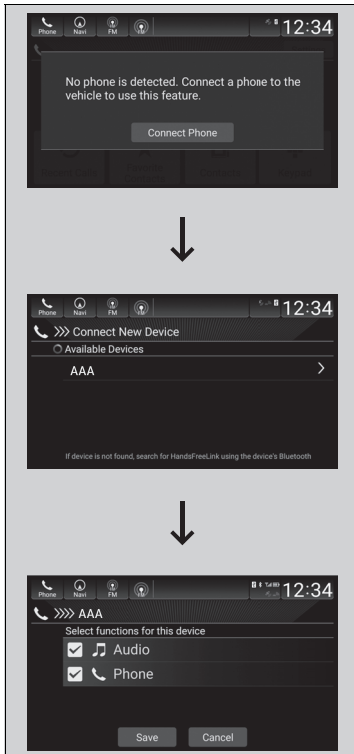 Phone Navi FM 12:34
No phone is detected. Connect a phone to the
vehicle to use this feature.
Connect Phone
Phone Navi FM 12:34
Connect New Device
Available Devices
AAA
If device is not found, search for HandsFreeLink using the device's Bluetooth
Phone Navi FM 12:34
AAA
Select functions for this device
Audio
Phone
Save Cancel